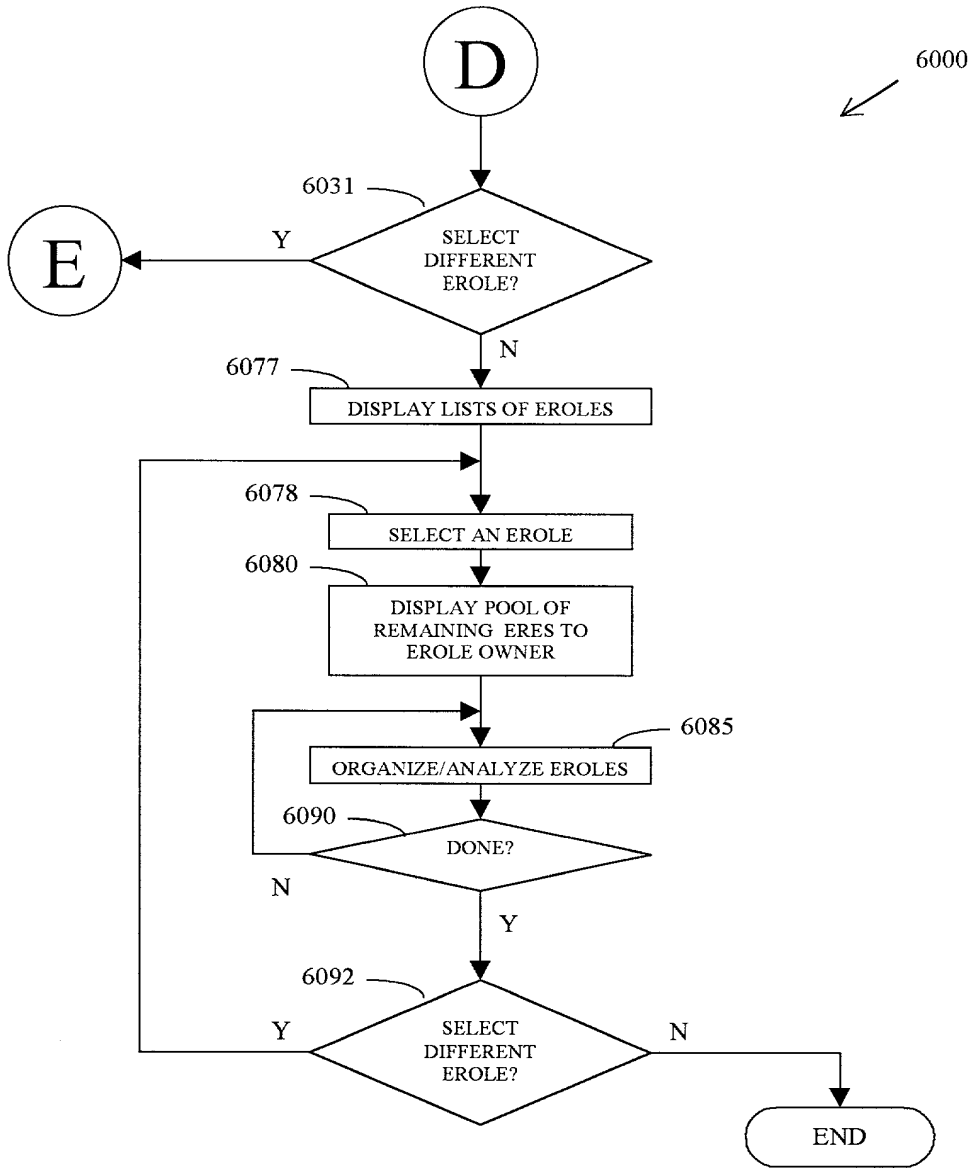 D
6000
6031
SELECT
DIFFERENT
EROLE?
Y
E
N
6077
DISPLAY LISTS OF EROLES
6078
SELECT AN EROLE
6080
DISPLAY POOL OF
REMAINING ERES TO
EROLE OWNER
6085
ORGANIZE/ANALYZE EROLES
6090
DONE?
N
Y
6092
SELECT
DIFFERENT
EROLE?
Y
N
END